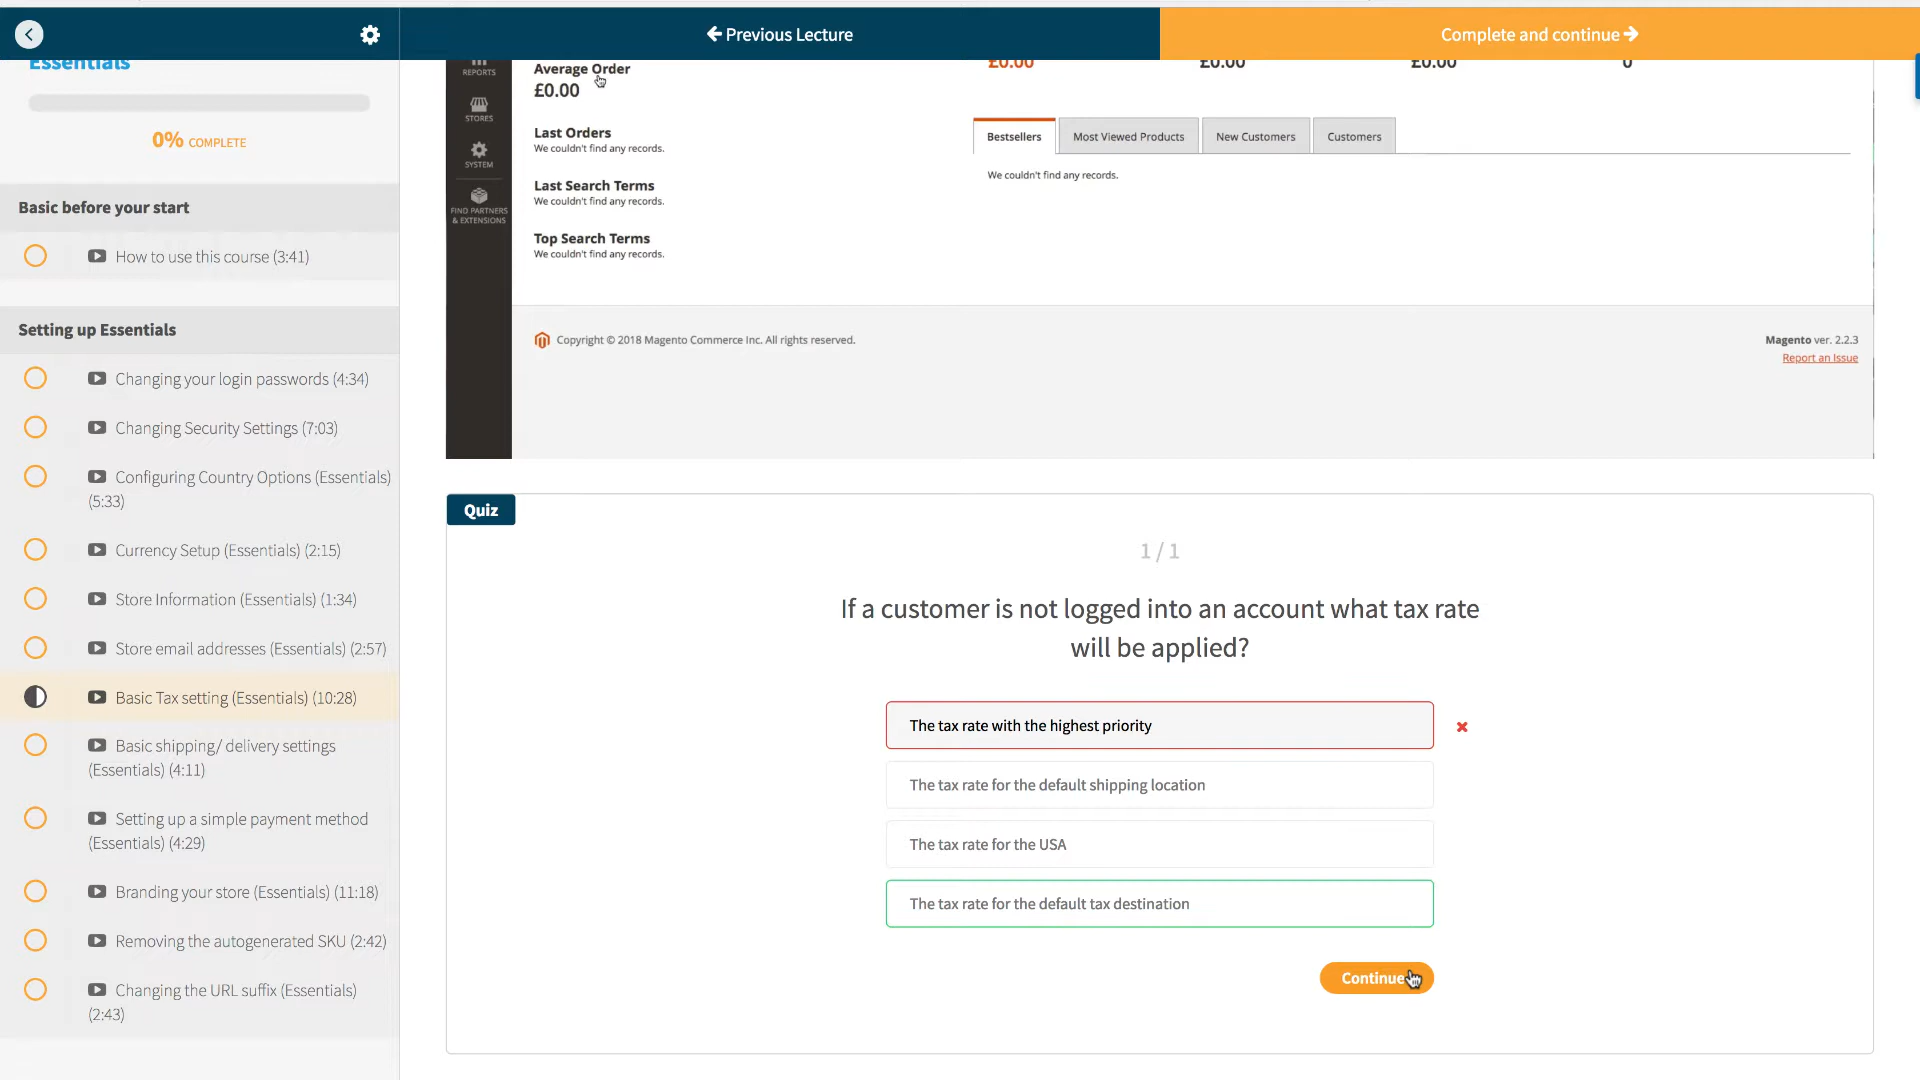 Previous Lecture
Complete and continue
Essentials
0% COMPLETE
Basic before your start
How to use this course (3:41)
Setting up Essentials
Changing your login passwords (4:34)
Changing Security Settings (7:03)
Configuring Country Options (Essentials)
(5:33)
Currency Setup (Essentials) (2:15)
Store Information (Essentials) (1:34)
Store email addresses (Essentials) (2:57)
Basic Tax setting (Essentials) (10:28)
Basic shipping/ delivery settings
(Essentials) (4:11)
Setting up a simple payment method
(Essentials) (4:29)
Branding your store (Essentials) (11:18)
Removing the autogenerated SKU (2:42)
Changing the URL suffix (Essentials)
(2:43)
REPORTS
STORES
SYSTEM
FIND PARTNERS
& EXTENSIONS
Average Order
£0.00
Last Orders
We couldn't find any records.
Last Search Terms
We couldn't find any records.
Top Search Terms
We couldn't find any records.
£0.00 £0.00 £0.00 0
Bestsellers Most Viewed Products New Customers Customers
We couldn't find any records.
Copyright © 2018 Magento Commerce Inc. All rights reserved.
Magento ver. 2.2.3
Report an Issue
Quiz
1 / 1
If a customer is not logged into an account what tax rate
will be applied?
The tax rate with the highest priority
The tax rate for the default shipping location
The tax rate for the USA
The tax rate for the default tax destination
Continue